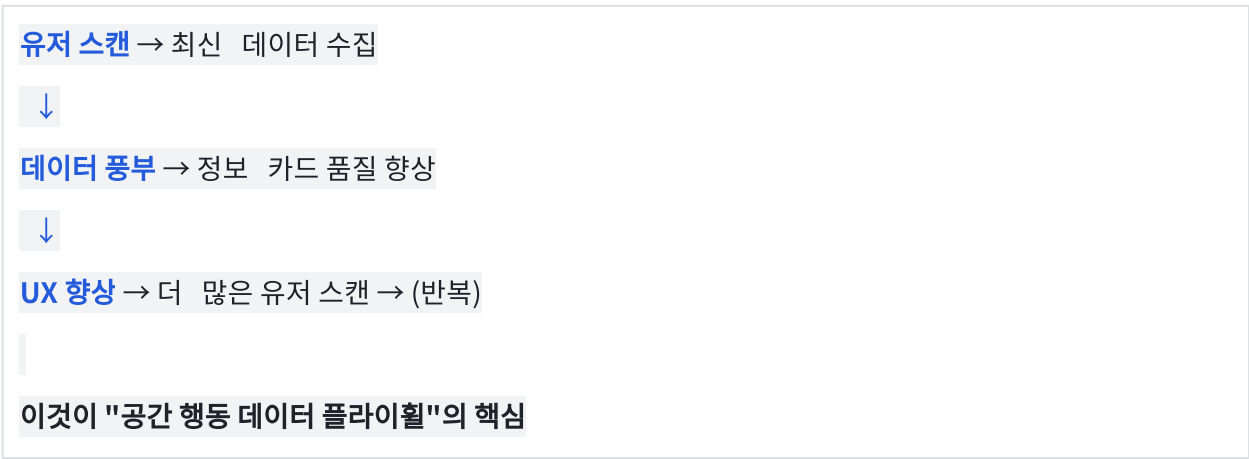 유저 스캔 → 최신 데이터 수집
↓
데이터 풍부 → 정보 카드 품질 향상
↓
UX 향상 → 더 많은 유저 스캔 → (반복)
이것이 "공간 행동 데이터 플라이휠"의 핵심